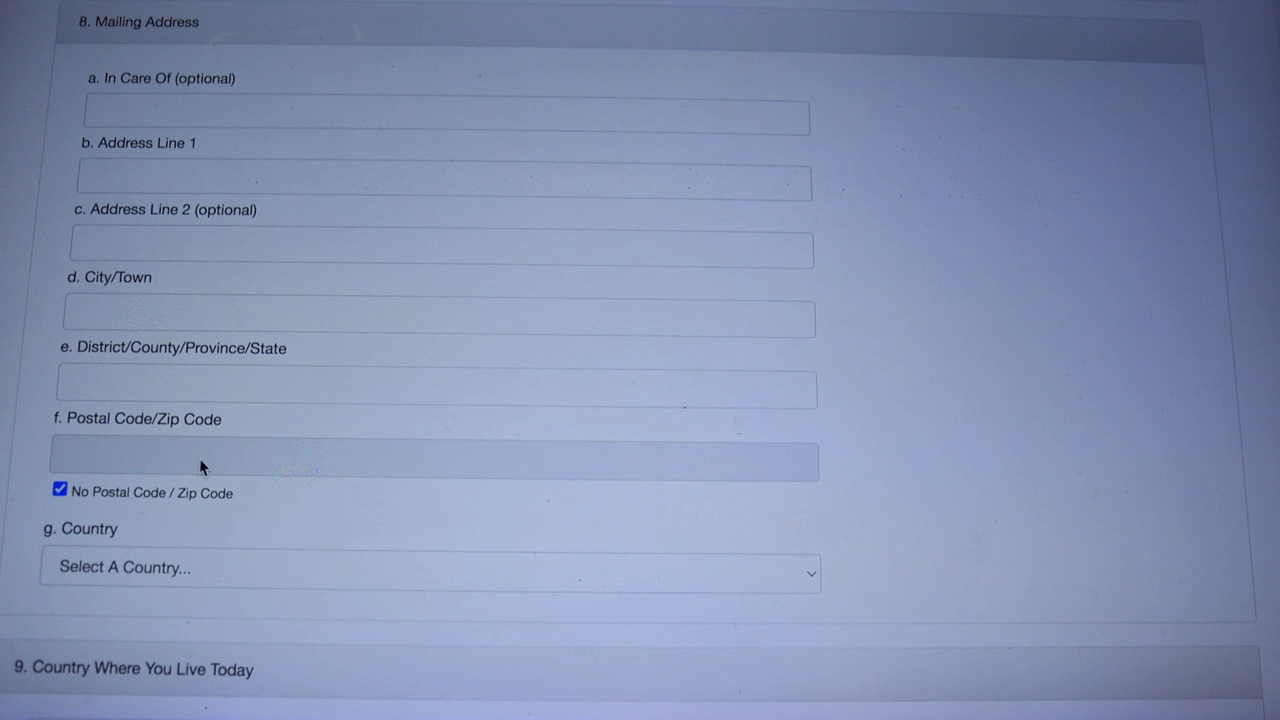 8. Mailing Address
a. In Care Of (optional)
b. Address Line 1
c. Address Line 2 (optional)
d. City/Town
e. District/County/Province/State
f. Postal Code/Zip Code
No Postal Code / Zip Code
g. Country
Select A Country...
9. Country Where You Live Today